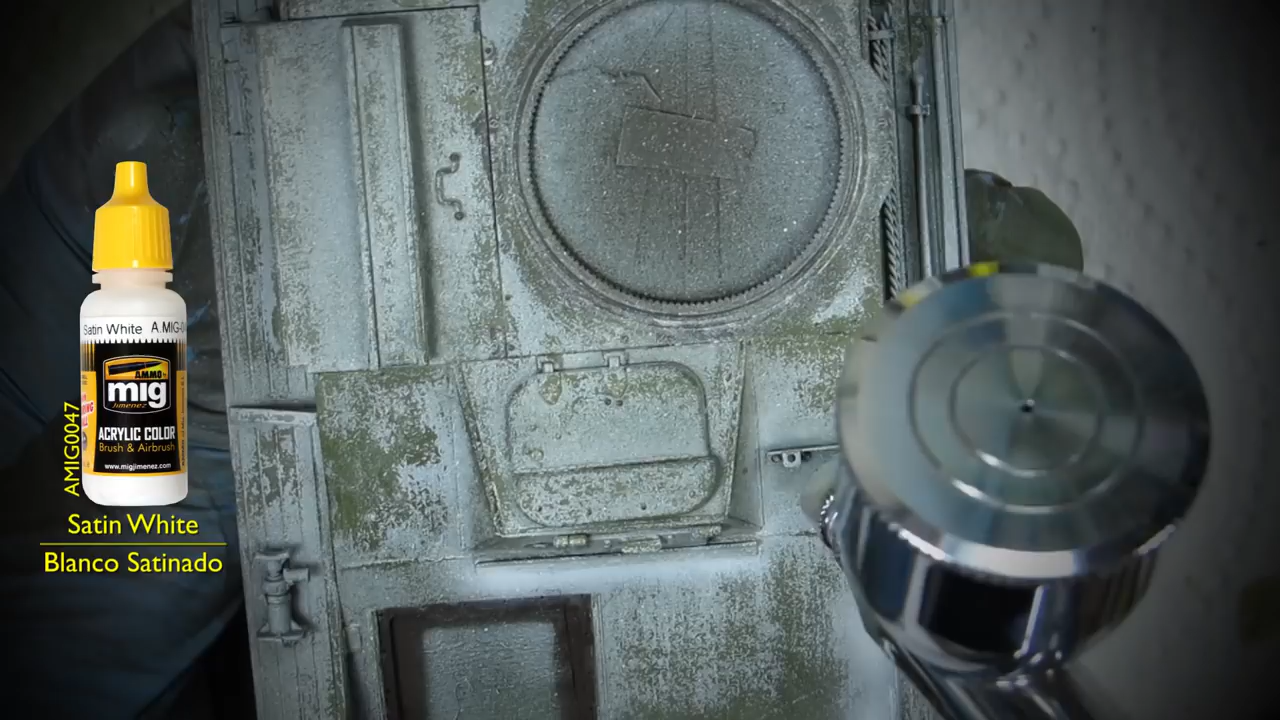 Satin White A.MIG-0
AMMO
mig
Jimenez
ACRYLIC COLOR
Brush & Airbrush
www.migjimenez.com
AMIG0047
Satin White
Blanco Satinado